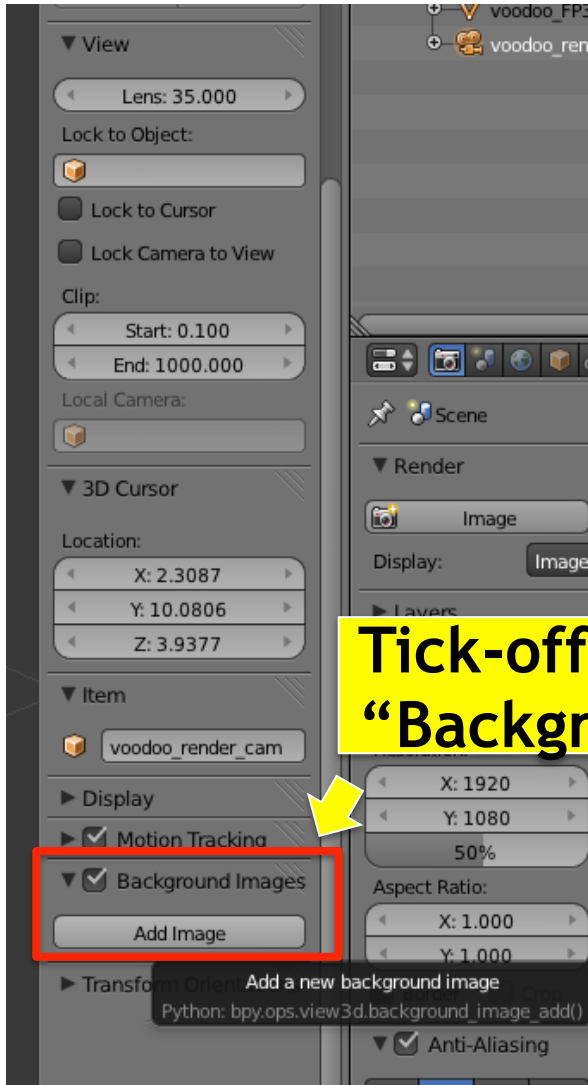 View
Lens: 35.000
Lock to Object:
Lock to Cursor
Lock Camera to View
Clip:
Start: 0.100
End: 1000.000
Local Camera:
3D Cursor
Location:
X: 2.3087
Y: 10.0806
Z: 3.9377
Item
voodoo_render_cam
Display
Motion Tracking
Background Images
Add Image
Transform Orient
voodoo_FP3
voodoo_ren
Scene
Render
Image
Display:
Image
Layers
Tick-off
“Backgr
Resolution:
X: 1920
Y: 1080
50%
Aspect Ratio:
X: 1.000
Y: 1.000
Border
Crop
Add a new background image
Python: bpy.ops.view3d.background_image_add()
Anti-Aliasing